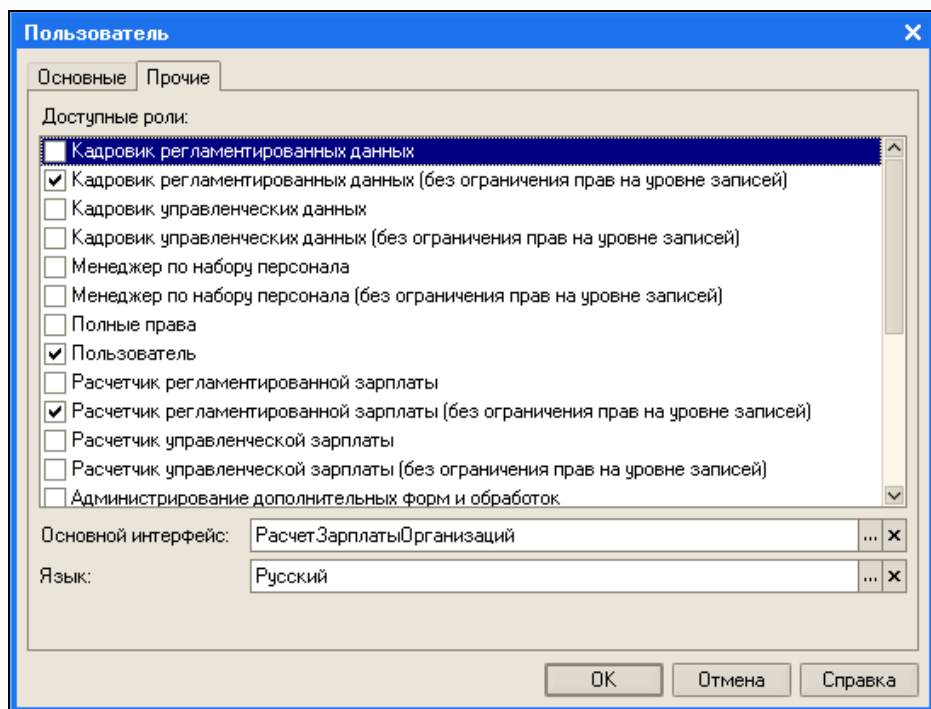 Пользователь
Основные Прочие
Доступные роли:
Кадровик регламентированных данных
Кадровик регламентированных данных (без ограничения прав на уровне записей)
Кадровик управленческих данных
Кадровик управленческих данных (без ограничения прав на уровне записей)
Менеджер по набору персонала
Менеджер по набору персонала (без ограничения прав на уровне записей)
Полные права
Пользователь
Расчетчик регламентированной зарплаты
Расчетчик регламентированной зарплаты (без ограничения прав на уровне записей)
Расчетчик управленческой зарплаты
Расчетчик управленческой зарплаты (без ограничения прав на уровне записей)
Администрирование дополнительных форм и обработок
Основной интерфейс: РасчетЗарплатыОрганизаций ...
Язык: Русский ...
OK Отмена Справка